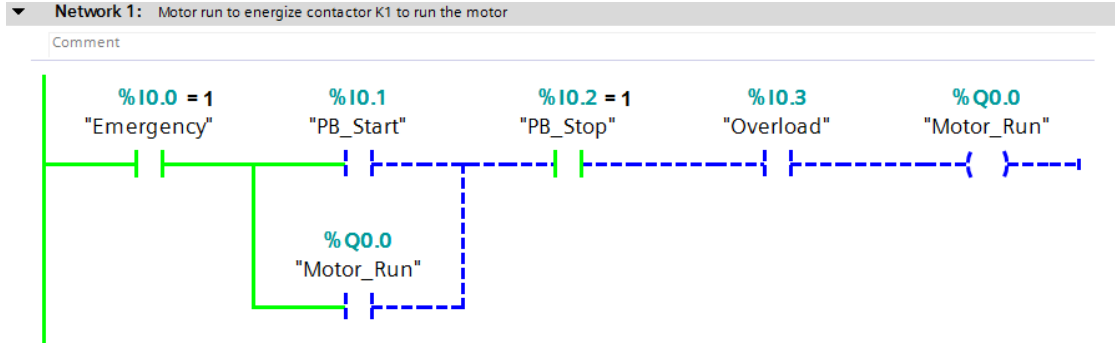 Network 1: Motor run to energize contactor K1 to run the motor
Comment
%I0.0 = 1 %I0.1 %I0.2 = 1 %I0.3 %Q0.0
"Emergency" "PB_Start" "PB_Stop" "Overload" "Motor_Run"
%Q0.0
"Motor_Run"